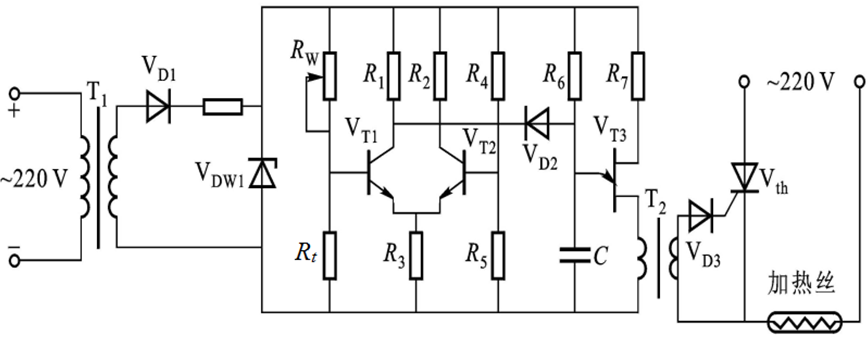 +
~220 V
−
T1
VD1
VDW1
RW
Rt
VT1
R1
R2
R3
R4
VT2
R5
VD2
R6
C
R7
VT3
T2
VD3
~220 V
Vth
加热丝